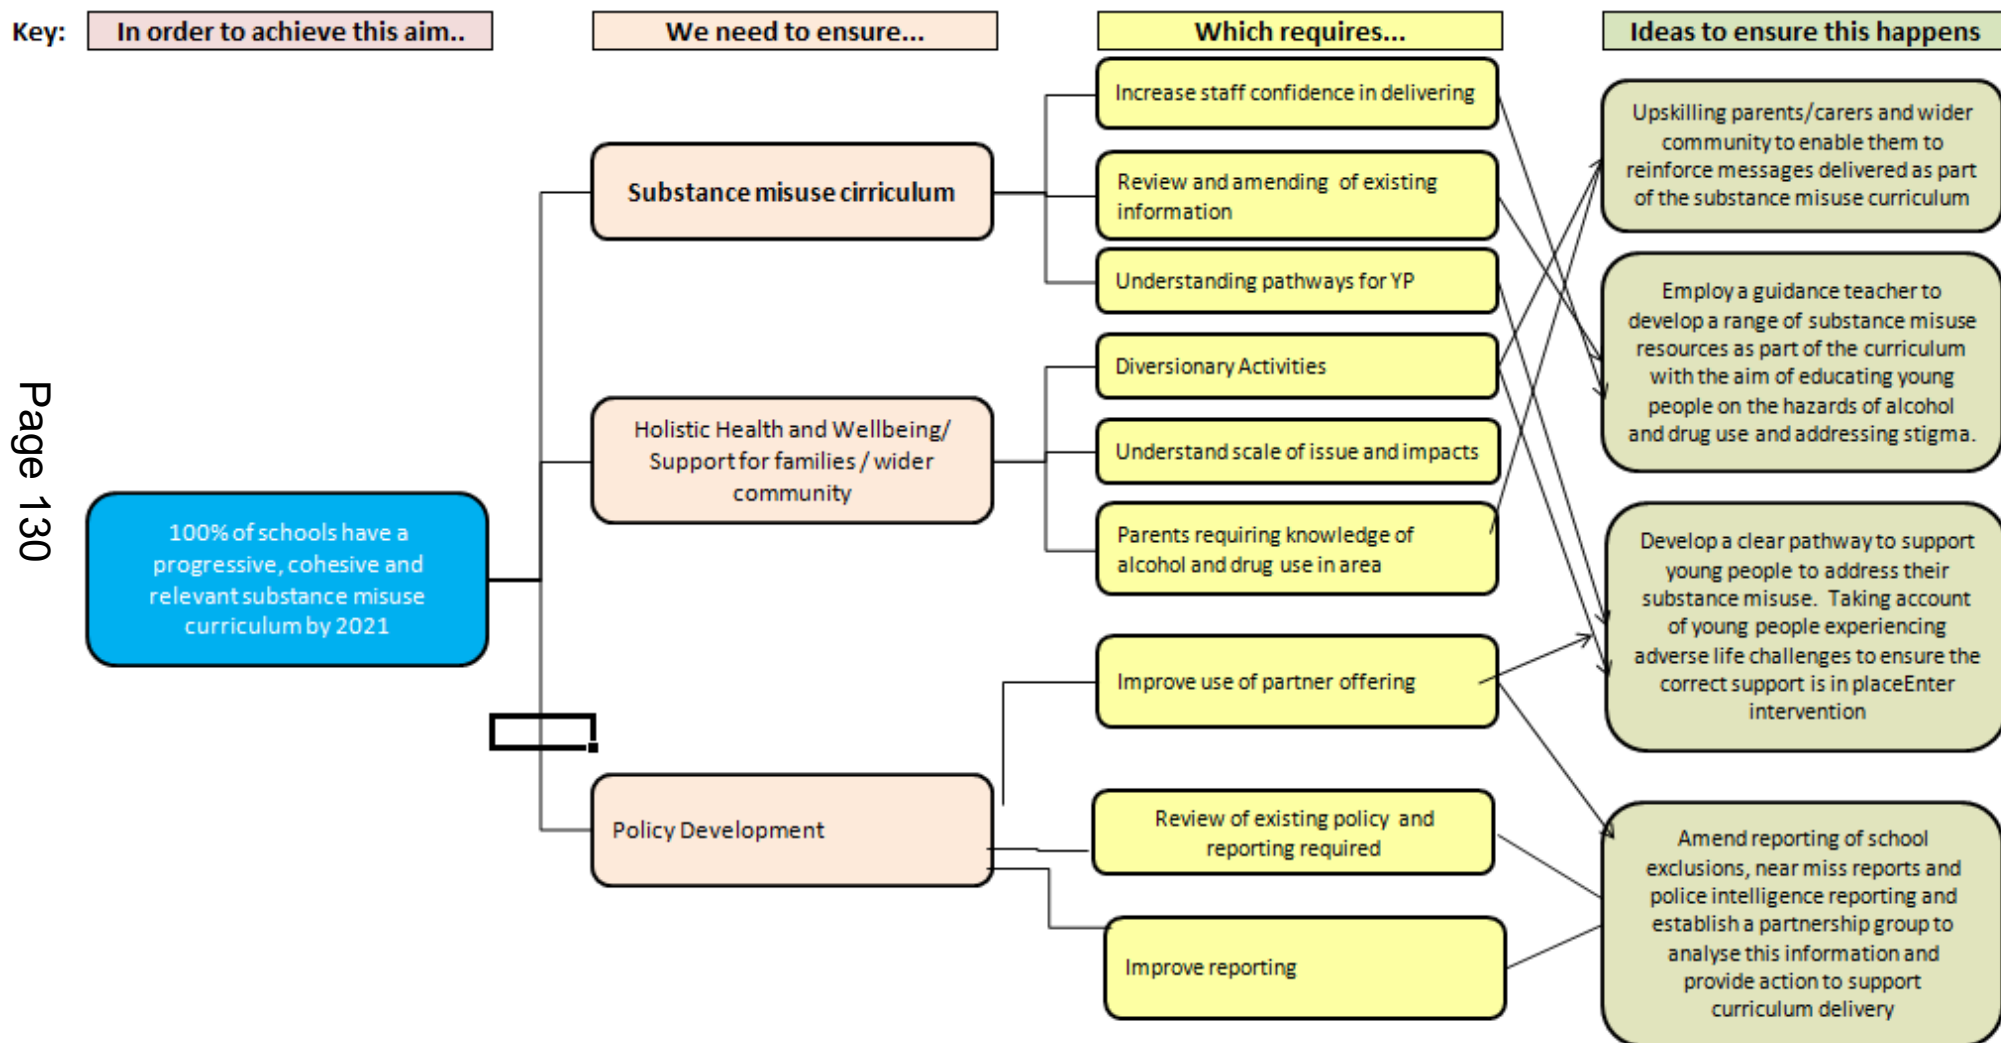 Key:
In order to achieve this aim..
We need to ensure...
Which requires...
Ideas to ensure this happens
Page 130
100% of schools have a
progressive, cohesive and
relevant substance misuse
curriculum by 2021
Substance misuse cirriculum
Holistic Health and Wellbeing/
Support for families / wider
community
Policy Development
Increase staff confidence in delivering
Review and amending of existing
information
Understanding pathways for YP
Diversionary Activities
Understand scale of issue and impacts
Parents requiring knowledge of
alcohol and drug use in area
Improve use of partner offering
Review of existing policy and
reporting required
Improve reporting
Upskilling parents/carers and wider
community to enable them to
reinforce messages delivered as part
of the substance misuse curriculum
Employ a guidance teacher to
develop a range of substance misuse
resources as part of the curriculum
with the aim of educating young
people on the hazards of alcohol
and drug use and addressing stigma.
Develop a clear pathway to support
young people to address their
substance misuse. Taking account
of young people experiencing
adverse life challenges to ensure the
correct support is in placeEnter
intervention
Amend reporting of school
exclusions, near miss reports and
police intelligence reporting and
establish a partnership group to
analyse this information and
provide action to support
curriculum delivery